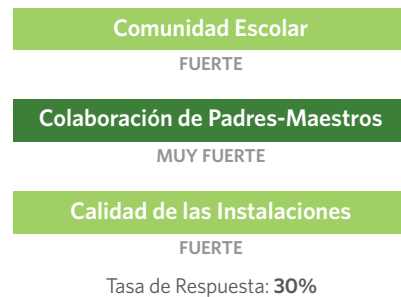 Comunidad Escolar
FUERTE
Colaboración de Padres-Maestros
MUY FUERTE
Calidad de las Instalaciones
FUERTE
Tasa de Respuesta: 30%